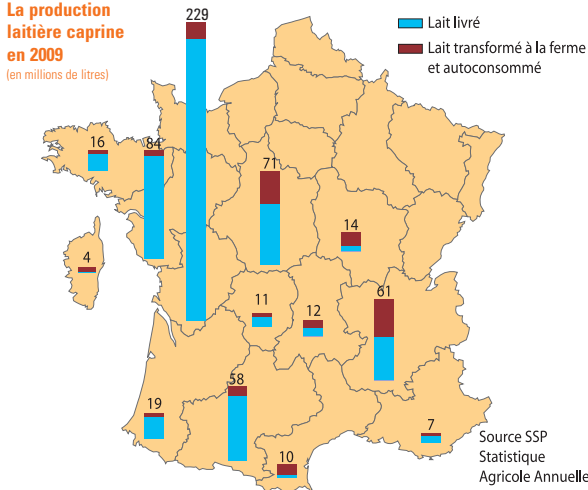 La production
laitière caprine
en 2009
(en millions de litres)
229
Lait livré
Lait transformé à la ferme
et autoconsommé
16
84
71
14
4
11
12
61
19
58
10
7
Source SSP
Statistique
Agricole Annuelle